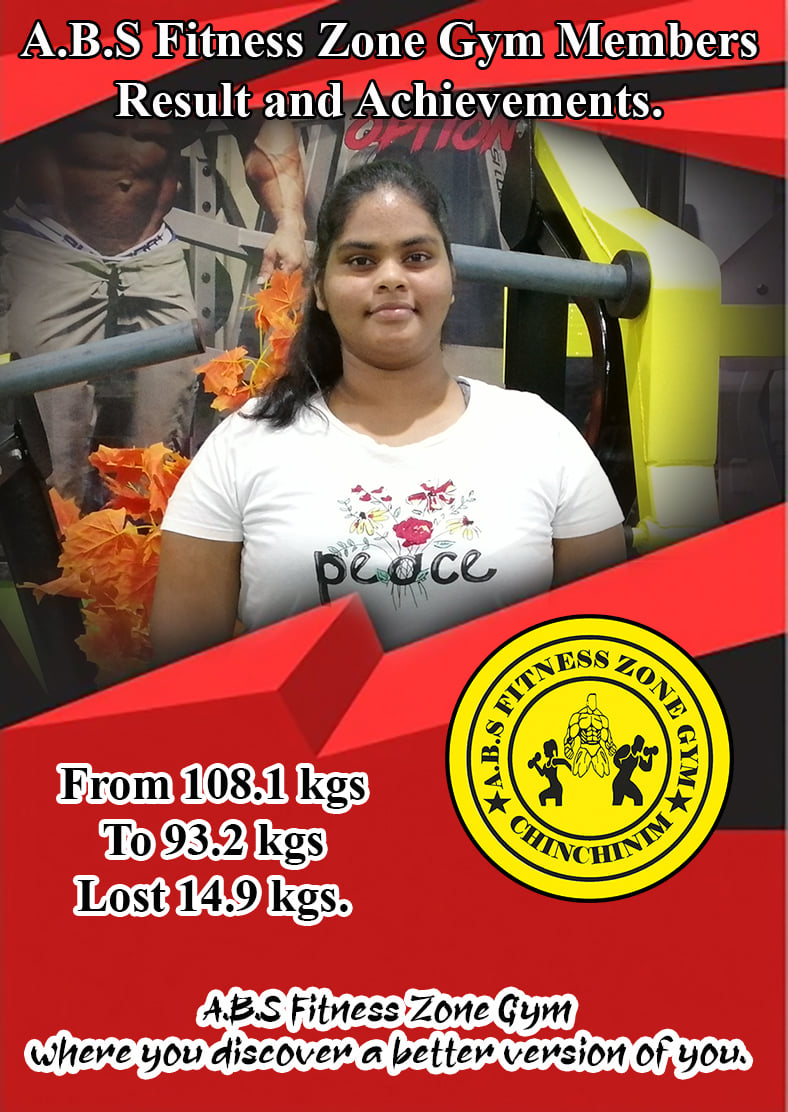 A.B.S Fitness Zone Gym Members
Result and Achievements.
OPTION
peace
A.B.S FITNESS ZONE GYM
CHINCHINIM
From 108.1 kgs
To 93.2 kgs
Lost 14.9 kgs.
A.B.S Fitness Zone Gym
where you discover a better version of you.